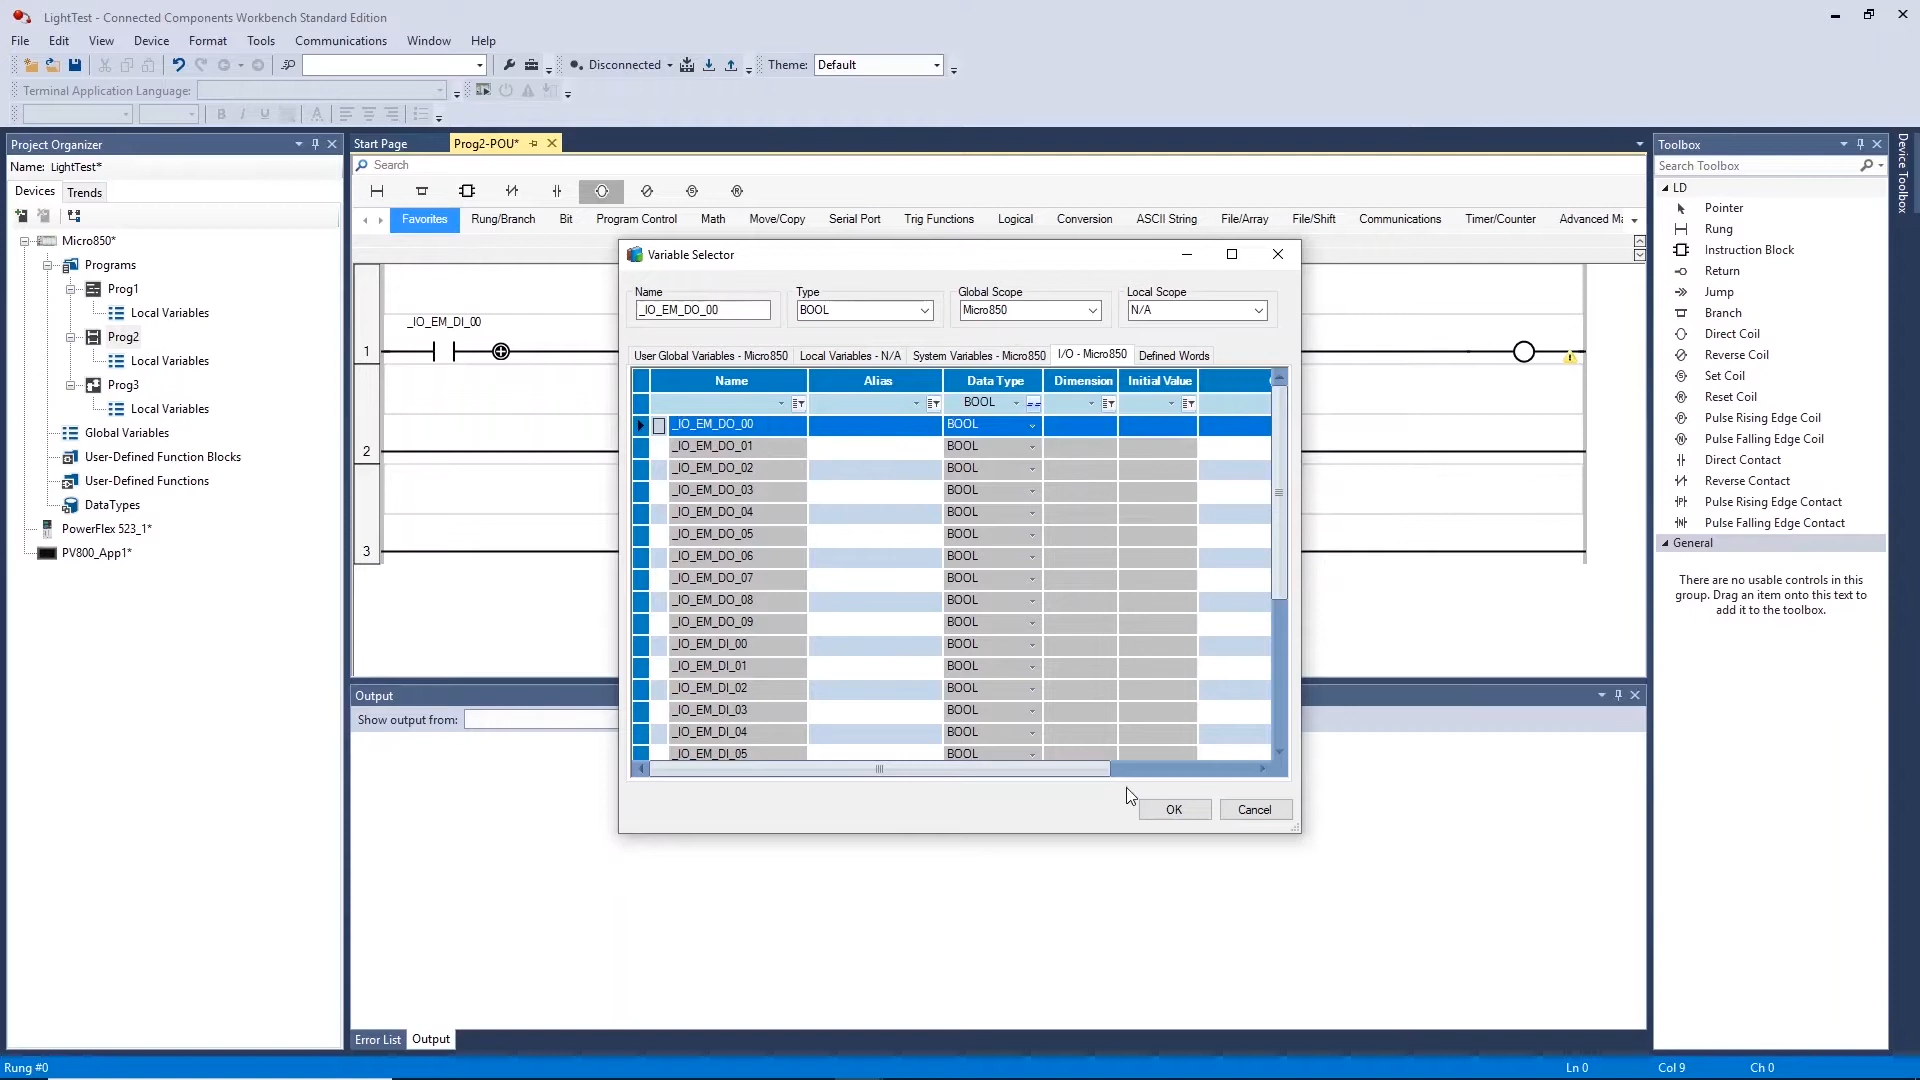 LightTest - Connected Components Workbench Standard Edition
File Edit View Device Format Tools Communications Window Help
Disconnected Theme: Default
Terminal Application Language:
Project Organizer
Name: LightTest*
Devices Trends
Micro850*
Programs
Prog1
Local Variables
Prog2
Local Variables
Prog3
Local Variables
Global Variables
User-Defined Function Blocks
User-Defined Functions
DataTypes
PowerFlex 523_1*
PV800_App1*
Start Page Prog2-POU*
Search
Favorites Rung/Branch Bit Program Control Math Move/Copy Serial Port Trig Functions Logical Conversion ASCII String File/Array File/Shift Communications Timer/Counter Advanced Ma
_IO_EM_DI_00
1
2
3
Variable Selector
Name Type Global Scope Local Scope
_IO_EM_DO_00 BOOL Micro850 N/A
User Global Variables - Micro850 Local Variables - N/A System Variables - Micro850 I/O - Micro850 Defined Words
Name Alias Data Type Dimension Initial Value
BOOL
_IO_EM_DO_00 BOOL
_IO_EM_DO_01 BOOL
_IO_EM_DO_02 BOOL
_IO_EM_DO_03 BOOL
_IO_EM_DO_04 BOOL
_IO_EM_DO_05 BOOL
_IO_EM_DO_06 BOOL
_IO_EM_DO_07 BOOL
_IO_EM_DO_08 BOOL
_IO_EM_DO_09 BOOL
_IO_EM_DI_00 BOOL
_IO_EM_DI_01 BOOL
_IO_EM_DI_02 BOOL
_IO_EM_DI_03 BOOL
_IO_EM_DI_04 BOOL
_IO_EM_DI_05 BOOL
OK Cancel
Output
Show output from:
Error List Output
Toolbox
Search Toolbox
LD
Pointer
Rung
Instruction Block
Return
Jump
Branch
Direct Coil
Reverse Coil
Set Coil
Reset Coil
Pulse Rising Edge Coil
Pulse Falling Edge Coil
Direct Contact
Reverse Contact
Pulse Rising Edge Contact
Pulse Falling Edge Contact
General
There are no usable controls in this
group. Drag an item onto this text to
add it to the toolbox.
Device Toolbox
Rung #0 Ln 0 Col 9 Ch 0